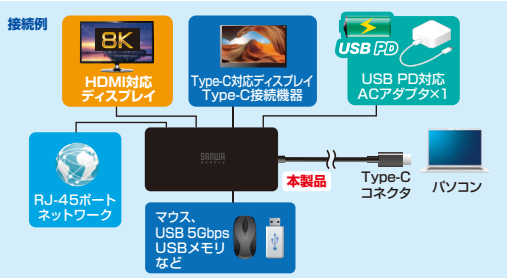 接続例
8K
HDMI対応
ディスプレイ
Type-C対応ディスプレイ
Type-C接続機器
USB PD
USB PD対応
ACアダプタ×1
RJ-45ポート
ネットワーク
SANWA
SUPPLY
本製品
Type-C
コネクタ
パソコン
マウス、
USB 5Gbps
USBメモリ
など